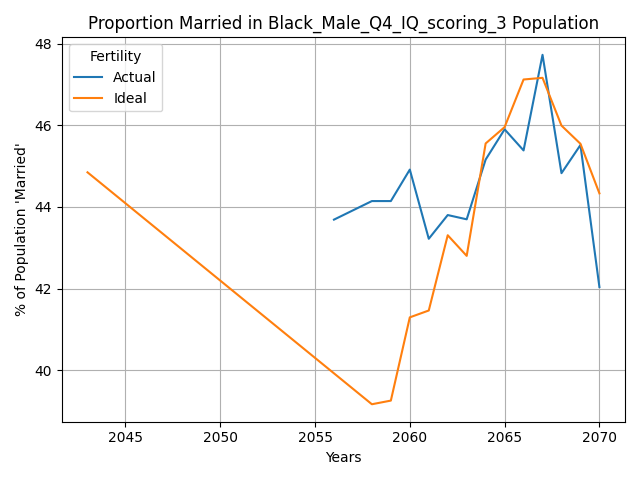 Proportion Married in Black_Male_Q4_IQ_scoring_3 Population
% of Population 'Married'
48
46
44
42
40
Fertility
Actual
Ideal
2045
2050
2055
2060
2065
2070
Years